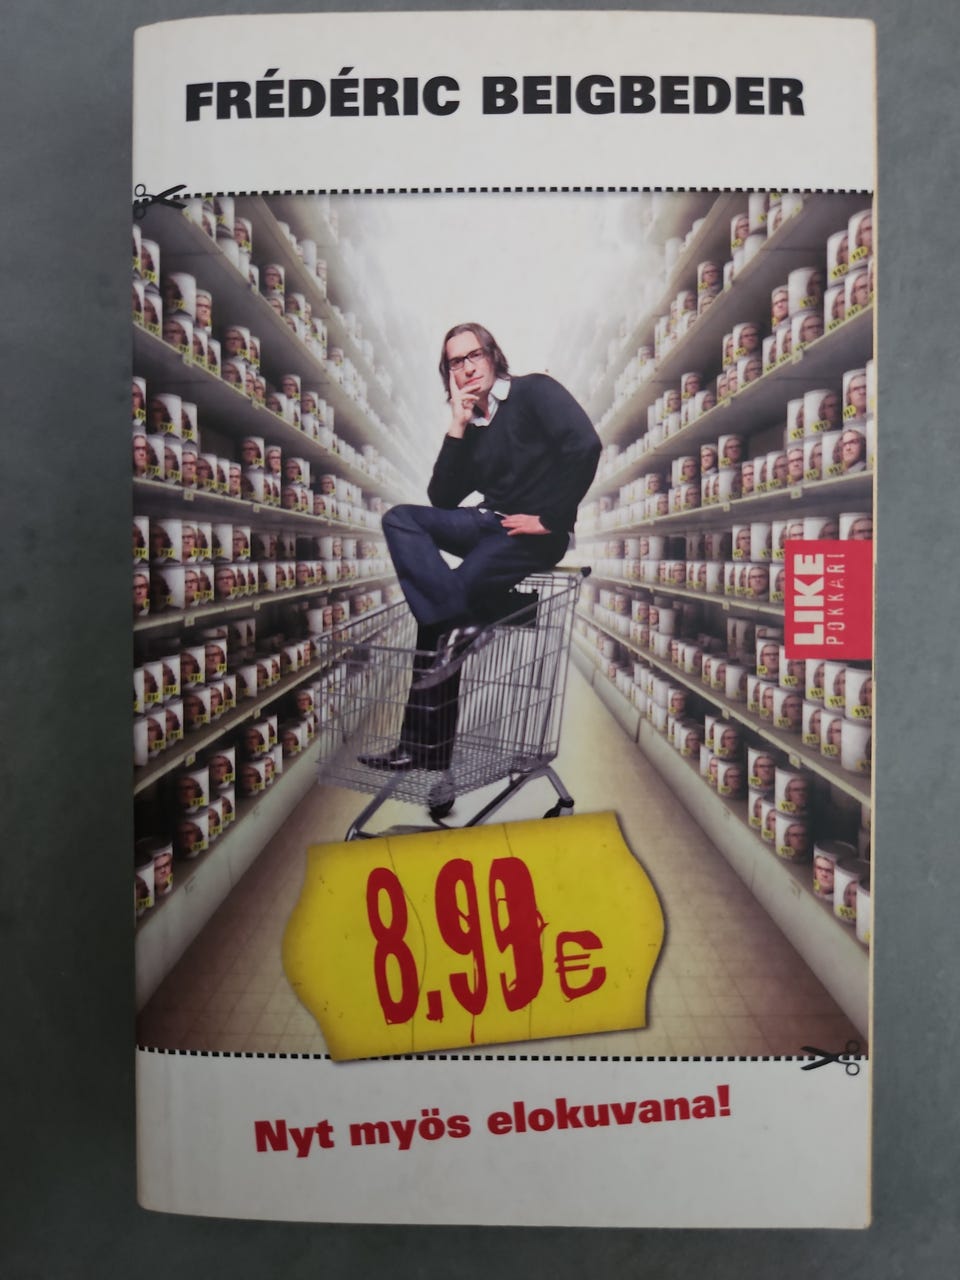 FRÉDÉRIC BEIGBEDER
LIKE
POKKARI
8,99€
Nyt myös elokuvana!